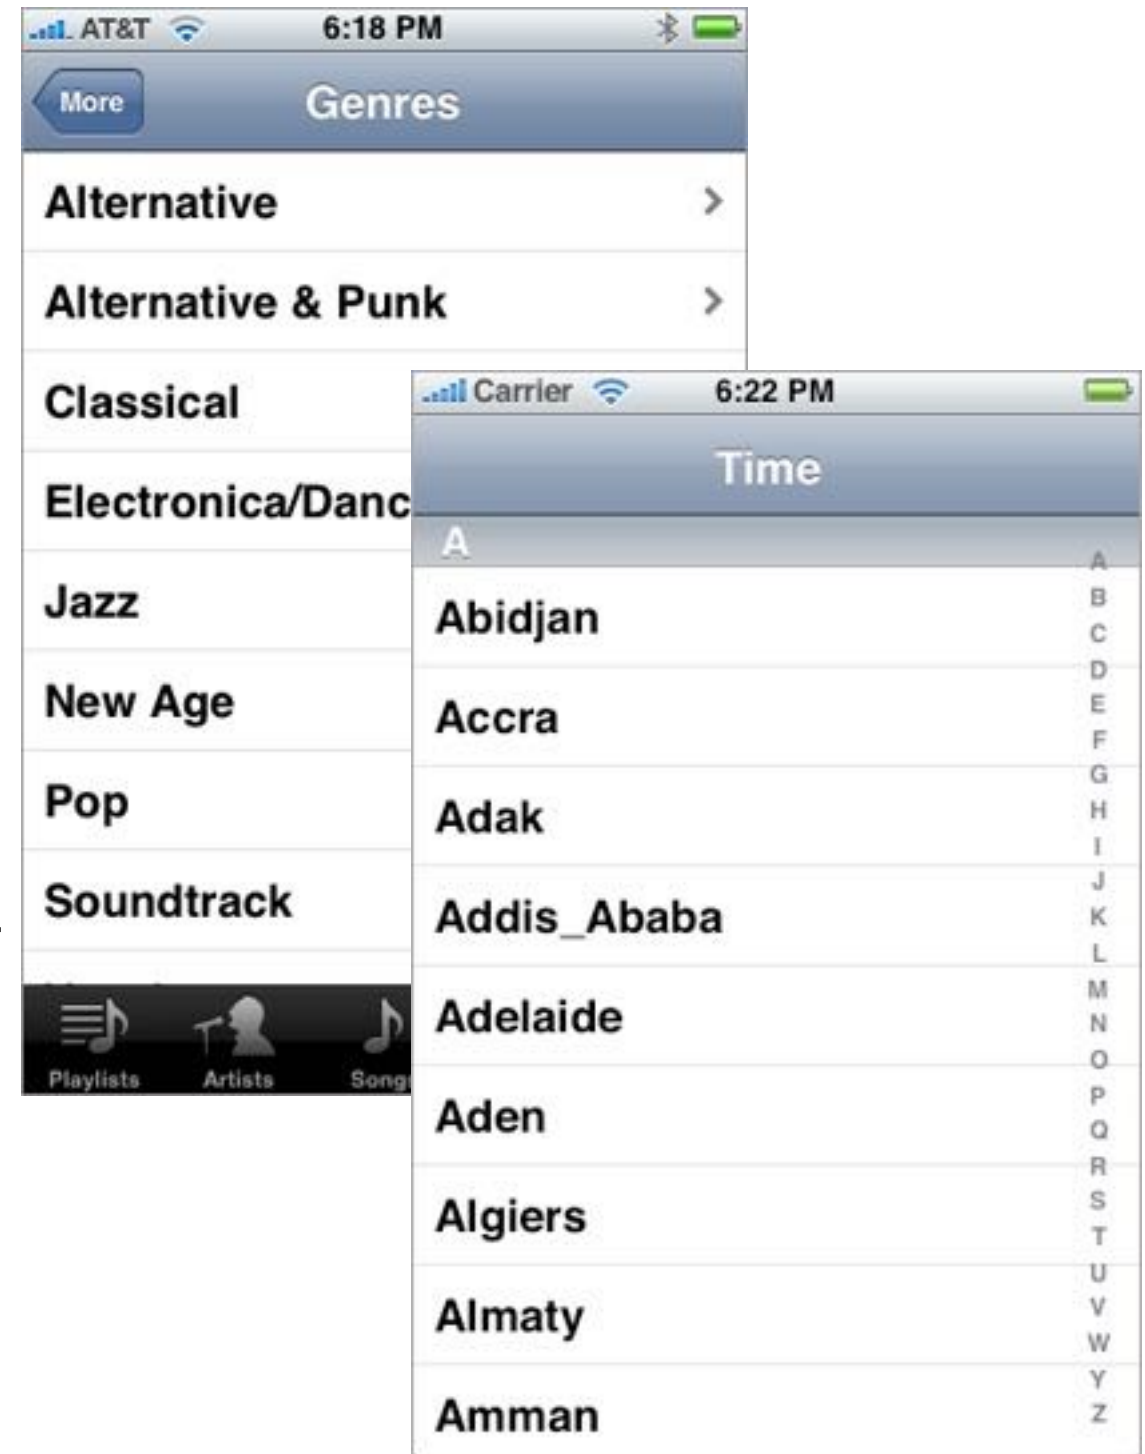 AT&T 6:18 PM
More Genres
Alternative
Alternative & Punk
Classical
Electronica/Danc
Jazz
New Age
Pop
Soundtrack
Playlists Artists Song
Carrier 6:22 PM
Time
A
Abidjan
Accra
Adak
Addis_Ababa
Adelaide
Aden
Algiers
Almaty
Amman
A
B
C
D
E
F
G
H
I
J
K
L
M
N
O
P
Q
R
S
T
U
V
W
Y
Z